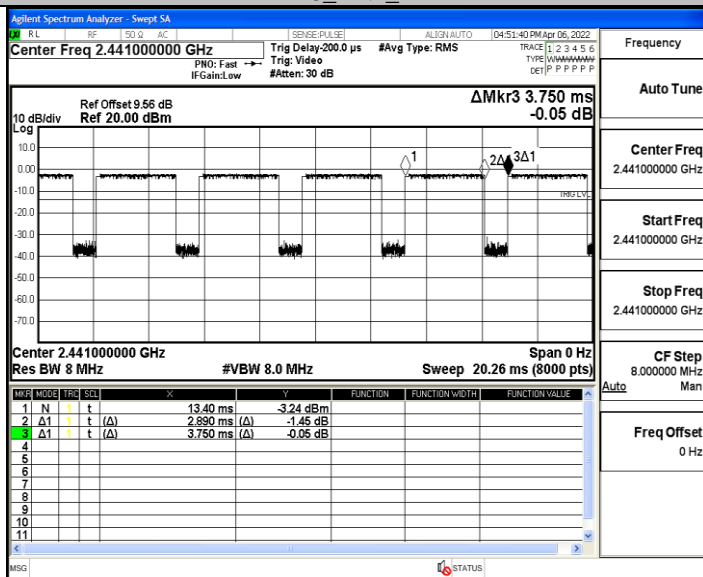 Agilent Spectrum Analyzer - Swept SA
LXI RL RF 50 Ω AC SENSE:PULSE ALIGN AUTO 04:51:40 PM Apr 06, 2022
Center Freq 2.441000000 GHz
PNO: Fast
IFGain:Low
Trig Delay-200.0 µs
Trig: Video
#Atten: 30 dB
#Avg Type: RMS
TRACE 1 2 3 4 5 6
TYPE
DET P P P P P P
Ref Offset 9.56 dB
10 dB/div Ref 20.00 dBm
Log
ΔMkr3 3.750 ms
-0.05 dB
10.0
0.00
-10.0
-20.0
-30.0
-40.0
-50.0
-60.0
-70.0
1
2Δ1
3Δ1
TRIG LVL
Center 2.441000000 GHz Span 0 Hz
Res BW 8 MHz #VBW 8.0 MHz Sweep 20.26 ms (8000 pts)
MKR MODE TRC SCL X Y FUNCTION FUNCTION WIDTH FUNCTION VALUE
1 N 1 t 13.40 ms -3.24 dBm
2 Δ1 1 t (Δ) 2.890 ms (Δ) -1.45 dB
3 Δ1 1 t (Δ) 3.750 ms (Δ) -0.05 dB
4
5
6
7
8
9
10
11
MSG STATUS
Frequency
Auto Tune
Center Freq
2.441000000 GHz
Start Freq
2.441000000 GHz
Stop Freq
2.441000000 GHz
CF Step
8.000000 MHz
Auto Man
Freq Offset
0 Hz